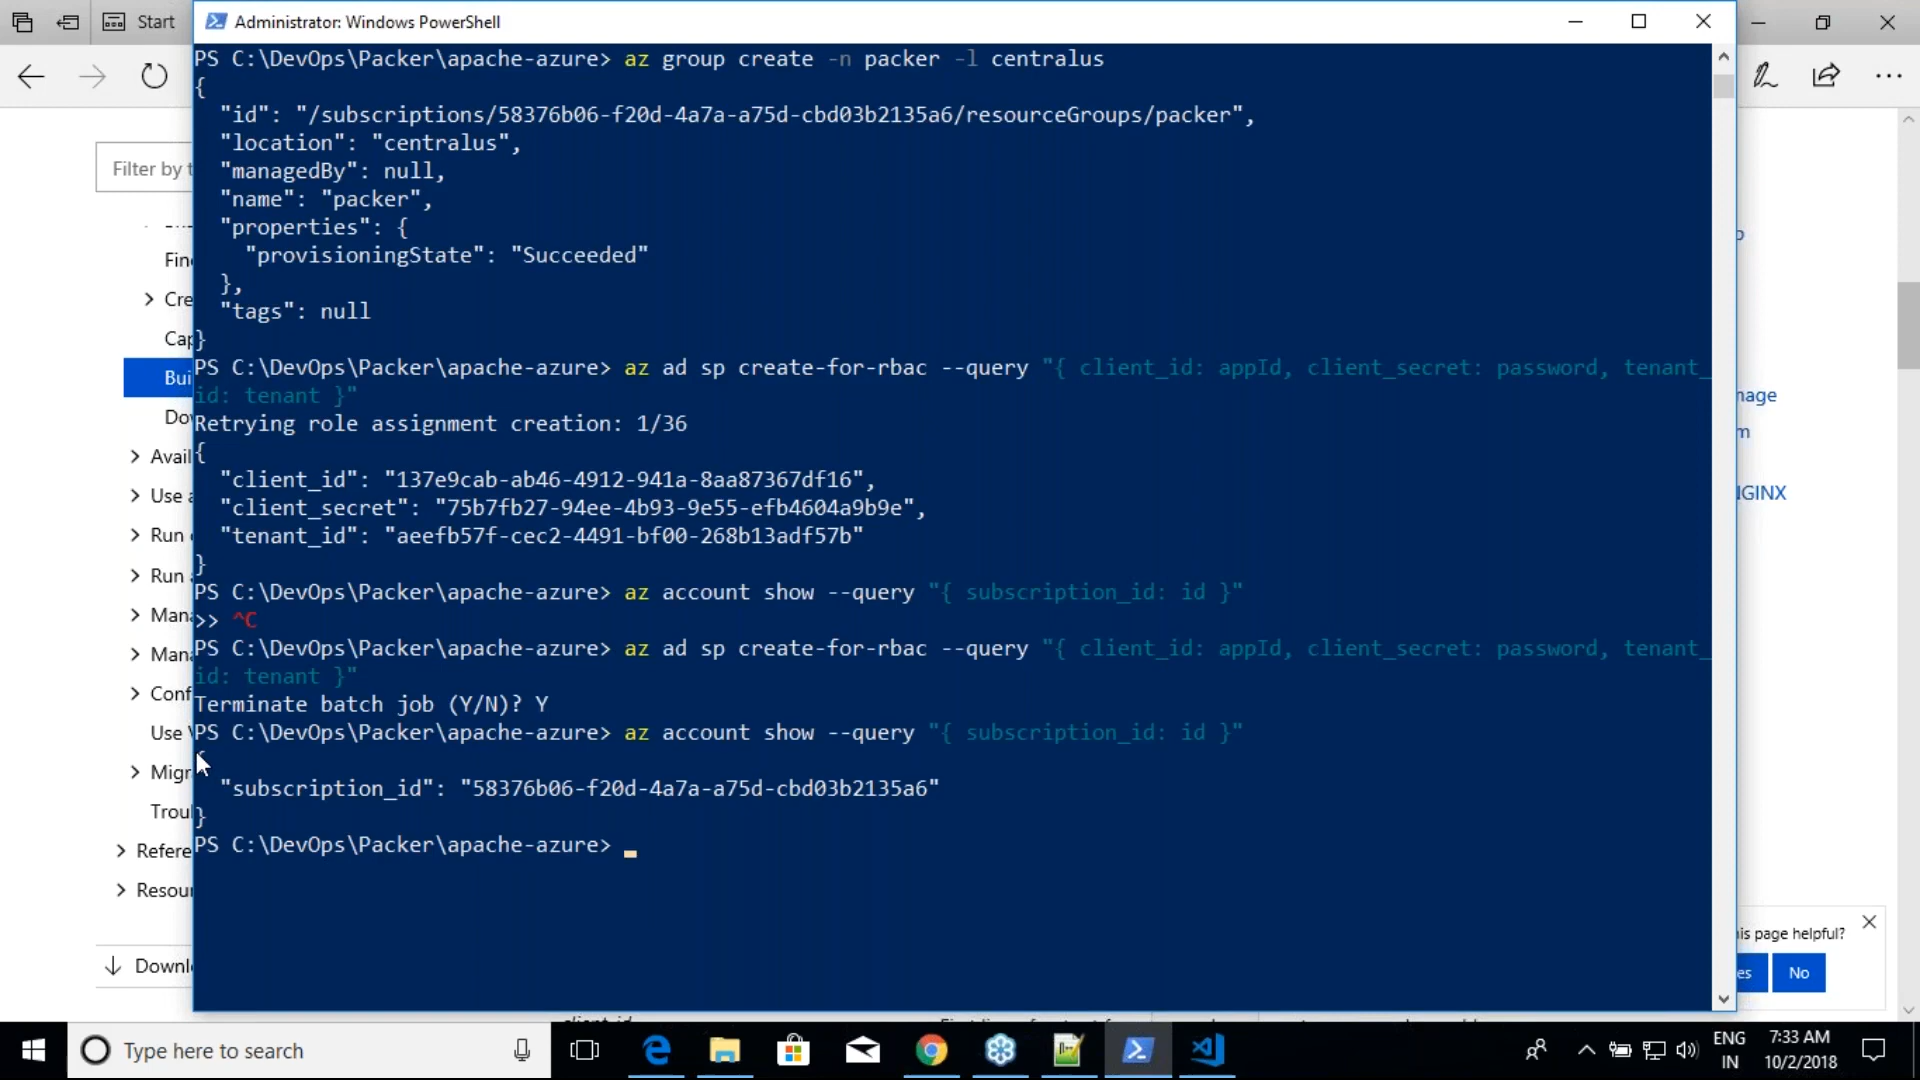 Start
Administrator: Windows PowerShell
PS C:\DevOps\Packer\apache-azure> az group create -n packer -l centralus
{
"id": "/subscriptions/58376b06-f20d-4a7a-a75d-cbd03b2135a6/resourceGroups/packer",
"location": "centralus",
"managedBy": null,
"name": "packer",
"properties": {
"provisioningState": "Succeeded"
},
"tags": null
}
PS C:\DevOps\Packer\apache-azure> az ad sp create-for-rbac --query "{ client_id: appId, client_secret: password, tenant_
id: tenant }"
Retrying role assignment creation: 1/36
{
"client_id": "137e9cab-ab46-4912-941a-8aa87367df16",
"client_secret": "75b7fb27-94ee-4b93-9e55-efb4604a9b9e",
"tenant_id": "aeefb57f-cec2-4491-bf00-268b13adf57b"
}
PS C:\DevOps\Packer\apache-azure> az account show --query "{ subscription_id: id }"
>> ^C
PS C:\DevOps\Packer\apache-azure> az ad sp create-for-rbac --query "{ client_id: appId, client_secret: password, tenant_
id: tenant }"
Terminate batch job (Y/N)? Y
PS C:\DevOps\Packer\apache-azure> az account show --query "{ subscription_id: id }"
{
"subscription_id": "58376b06-f20d-4a7a-a75d-cbd03b2135a6"
}
PS C:\DevOps\Packer\apache-azure>
Filter by t
Fin
Cre
Cap
Bui
Do
Avail
Use a
Run
Run
Mana
Mana
Conf
Use
Migr
Trou
Refere
Resou
Downl
nage
m
IGINX
is page helpful?
es
No
Type here to search
ENG
IN
7:33 AM
10/2/2018